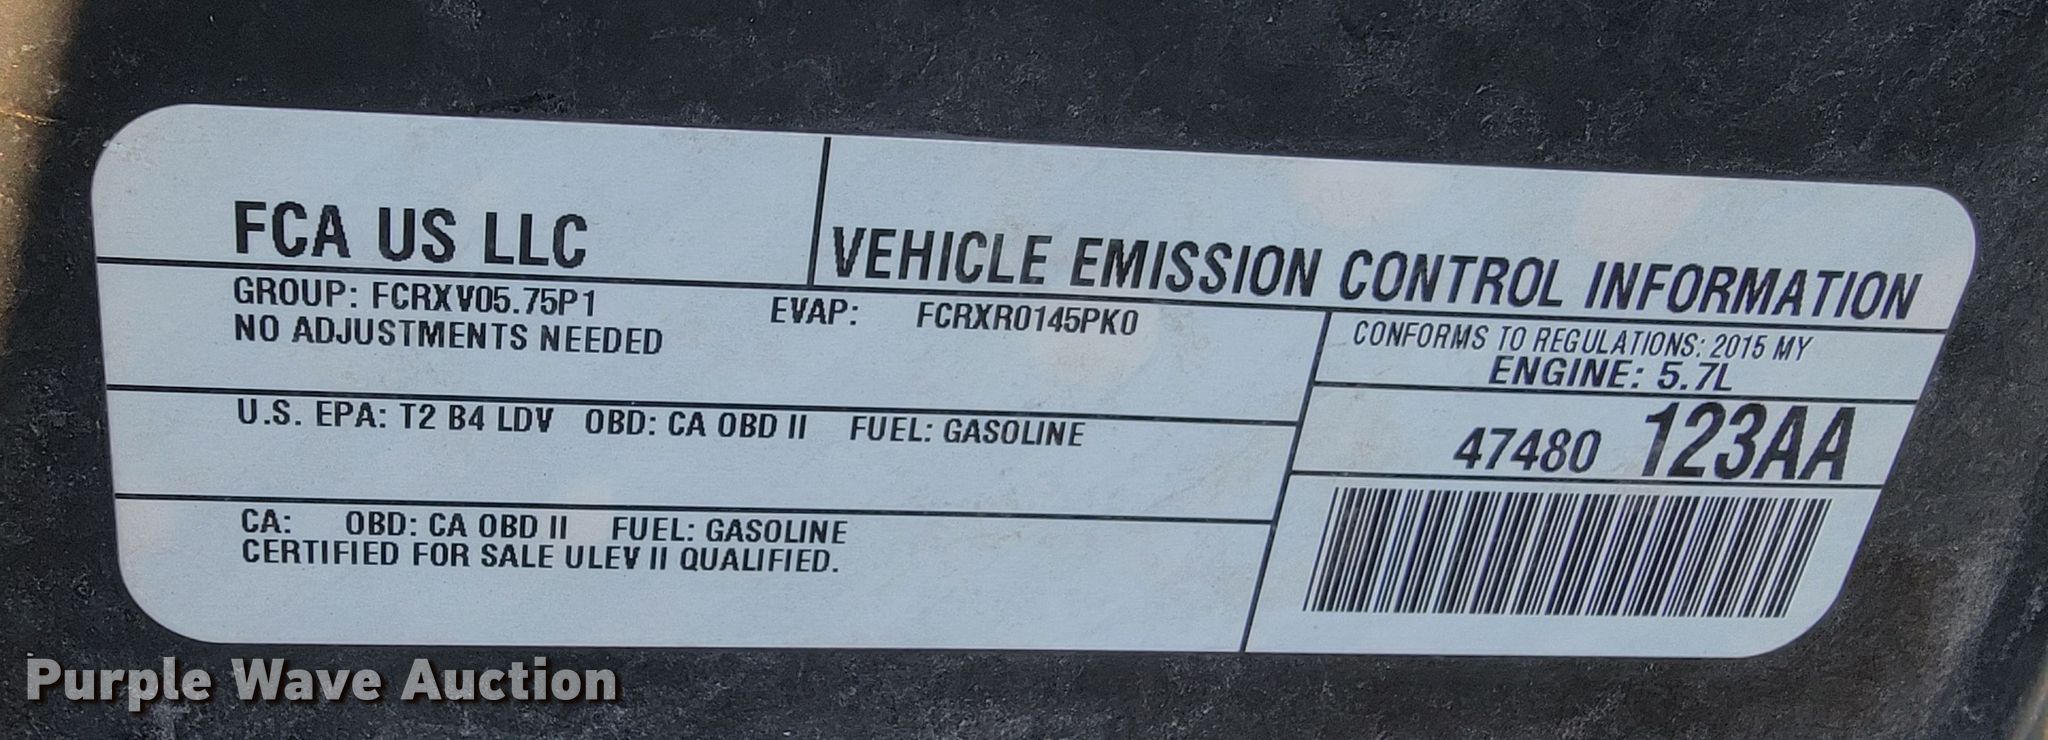 FCA US LLC
VEHICLE EMISSION CONTROL INFORMATION
GROUP: FCRXV05.75P1
EVAP: FCRXR0145PK0
NO ADJUSTMENTS NEEDED
CONFORMS TO REGULATIONS: 2015 MY
ENGINE: 5.7L
U.S. EPA: T2 B4 LDV OBD: CA OBD II FUEL: GASOLINE
47480 123AA
CA: OBD: CA OBD II FUEL: GASOLINE
CERTIFIED FOR SALE ULEV II QUALIFIED.
Purple Wave Auction